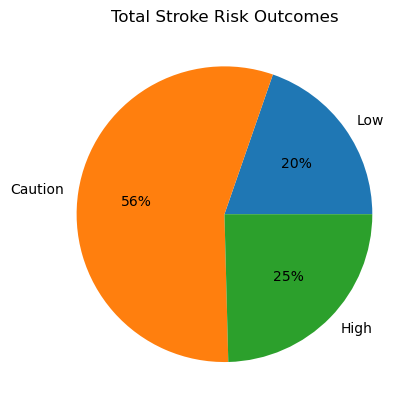 Total Stroke Risk Outcomes
Low
20%
Caution
56%
25%
High